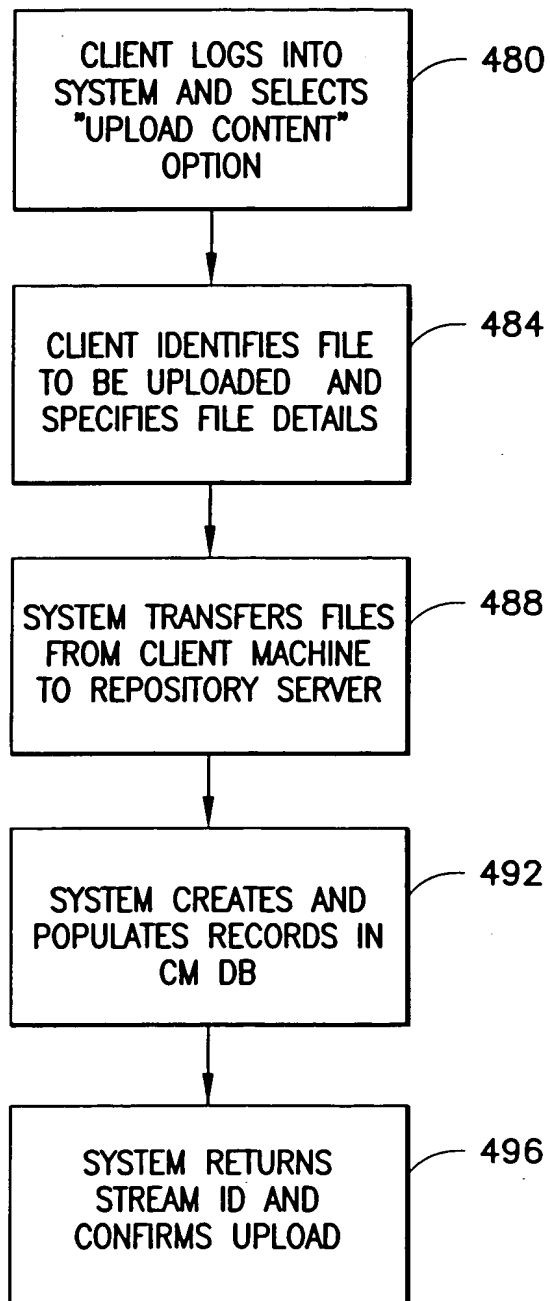 CLIENT LOGS INTO
SYSTEM AND SELECTS
"UPLOAD CONTENT"
OPTION
480
CLIENT IDENTIFIES FILE
TO BE UPLOADED AND
SPECIFIES FILE DETAILS
484
SYSTEM TRANSFERS FILES
FROM CLIENT MACHINE
TO REPOSITORY SERVER
488
SYSTEM CREATES AND
POPULATES RECORDS IN
CM DB
492
SYSTEM RETURNS
STREAM ID AND
CONFIRMS UPLOAD
496